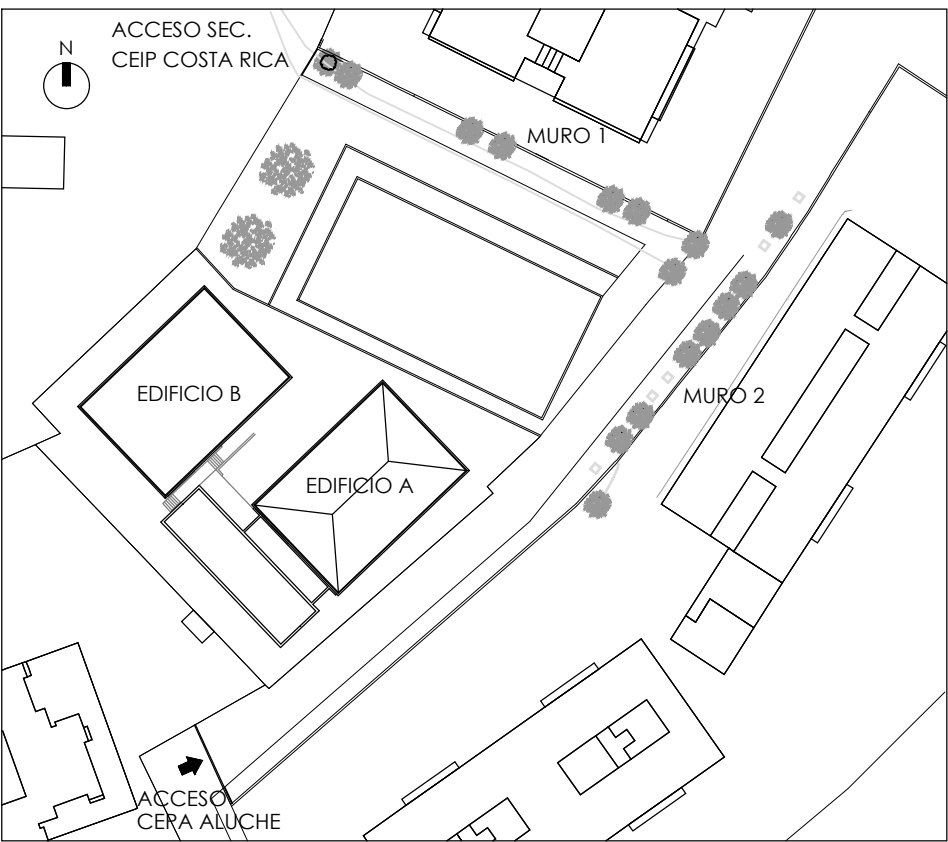 ACCESO SEC.
CEIP COSTA RICA
N
MURO 1
EDIFICIO B
MURO 2
EDIFICIO A
ACCESO
CEPA ALUCHE